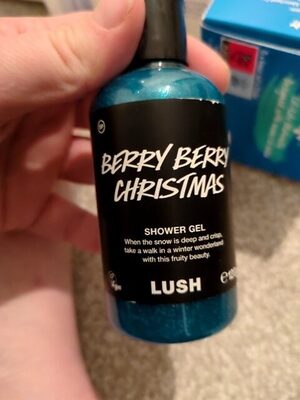 BERRY BERRY
CHRISTMAS
SHOWER GEL
When the snow is deep and crisp,
take a walk in a winter wonderland
with this fruity beauty.
LUSH